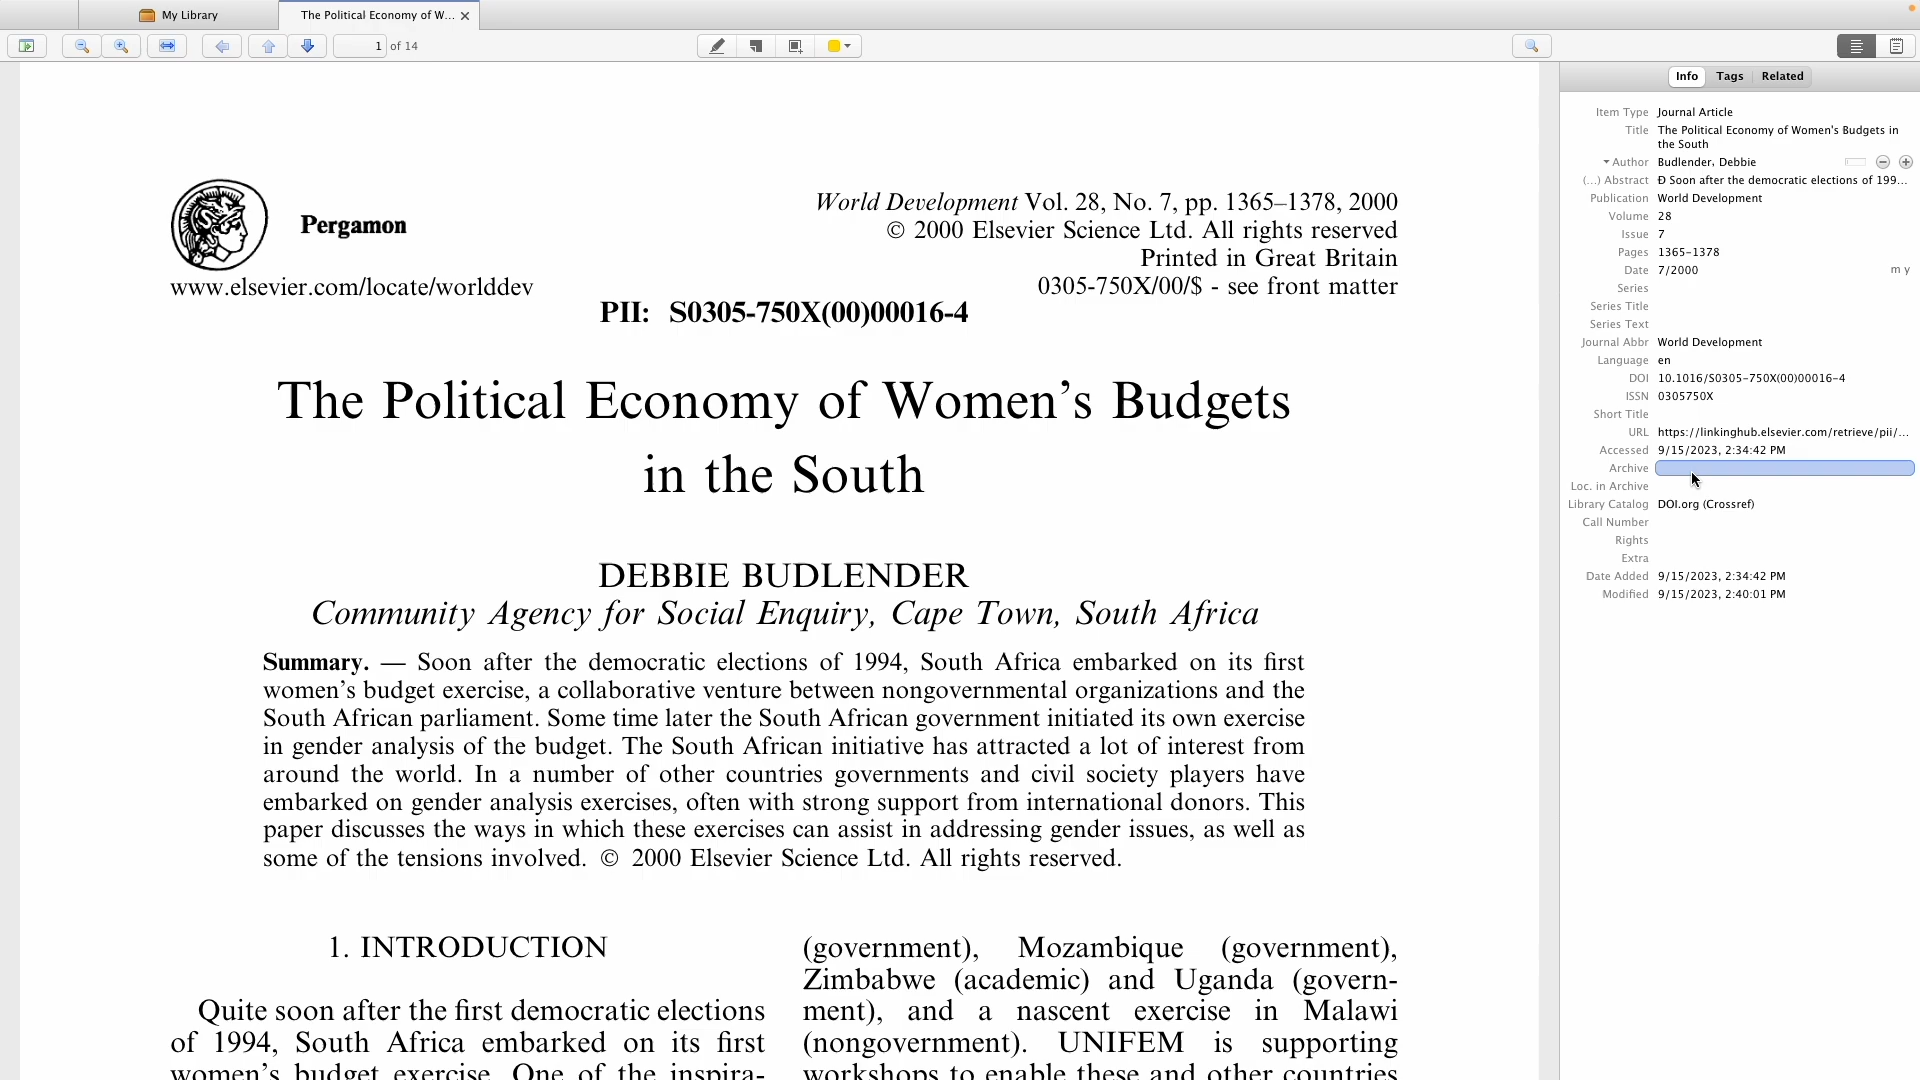 My Library
The Political Economy of W...
1 of 14
Info Tags Related
Pergamon
www.elsevier.com/locate/worlddev
World Development Vol. 28, No. 7, pp. 1365–1378, 2000
© 2000 Elsevier Science Ltd. All rights reserved
Printed in Great Britain
0305-750X/00/$ - see front matter
PII: S0305-750X(00)00016-4
The Political Economy of Women’s Budgets
in the South
DEBBIE BUDLENDER
Community Agency for Social Enquiry, Cape Town, South Africa
Summary. — Soon after the democratic elections of 1994, South Africa embarked on its first
women’s budget exercise, a collaborative venture between nongovernmental organizations and the
South African parliament. Some time later the South African government initiated its own exercise
in gender analysis of the budget. The South African initiative has attracted a lot of interest from
around the world. In a number of other countries governments and civil society players have
embarked on gender analysis exercises, often with strong support from international donors. This
paper discusses the ways in which these exercises can assist in addressing gender issues, as well as
some of the tensions involved. © 2000 Elsevier Science Ltd. All rights reserved.
1. INTRODUCTION
Quite soon after the first democratic elections
of 1994, South Africa embarked on its first
women’s budget exercise. One of the inspira-
(government), Mozambique (government),
Zimbabwe (academic) and Uganda (govern-
ment), and a nascent exercise in Malawi
(nongovernment). UNIFEM is supporting
workshops to enable these and other countries
Item Type Journal Article
Title The Political Economy of Women's Budgets in
the South
Author Budlender, Debbie
(...) Abstract Ð Soon after the democratic elections of 199...
Publication World Development
Volume 28
Issue 7
Pages 1365-1378
Date 7/2000 m y
Series
Series Title
Series Text
Journal Abbr World Development
Language en
DOI 10.1016/S0305-750X(00)00016-4
ISSN 0305750X
Short Title
URL https://linkinghub.elsevier.com/retrieve/pii/...
Accessed 9/15/2023, 2:34:42 PM
Archive
Loc. in Archive
Library Catalog DOI.org (Crossref)
Call Number
Rights
Extra
Date Added 9/15/2023, 2:34:42 PM
Modified 9/15/2023, 2:40:01 PM